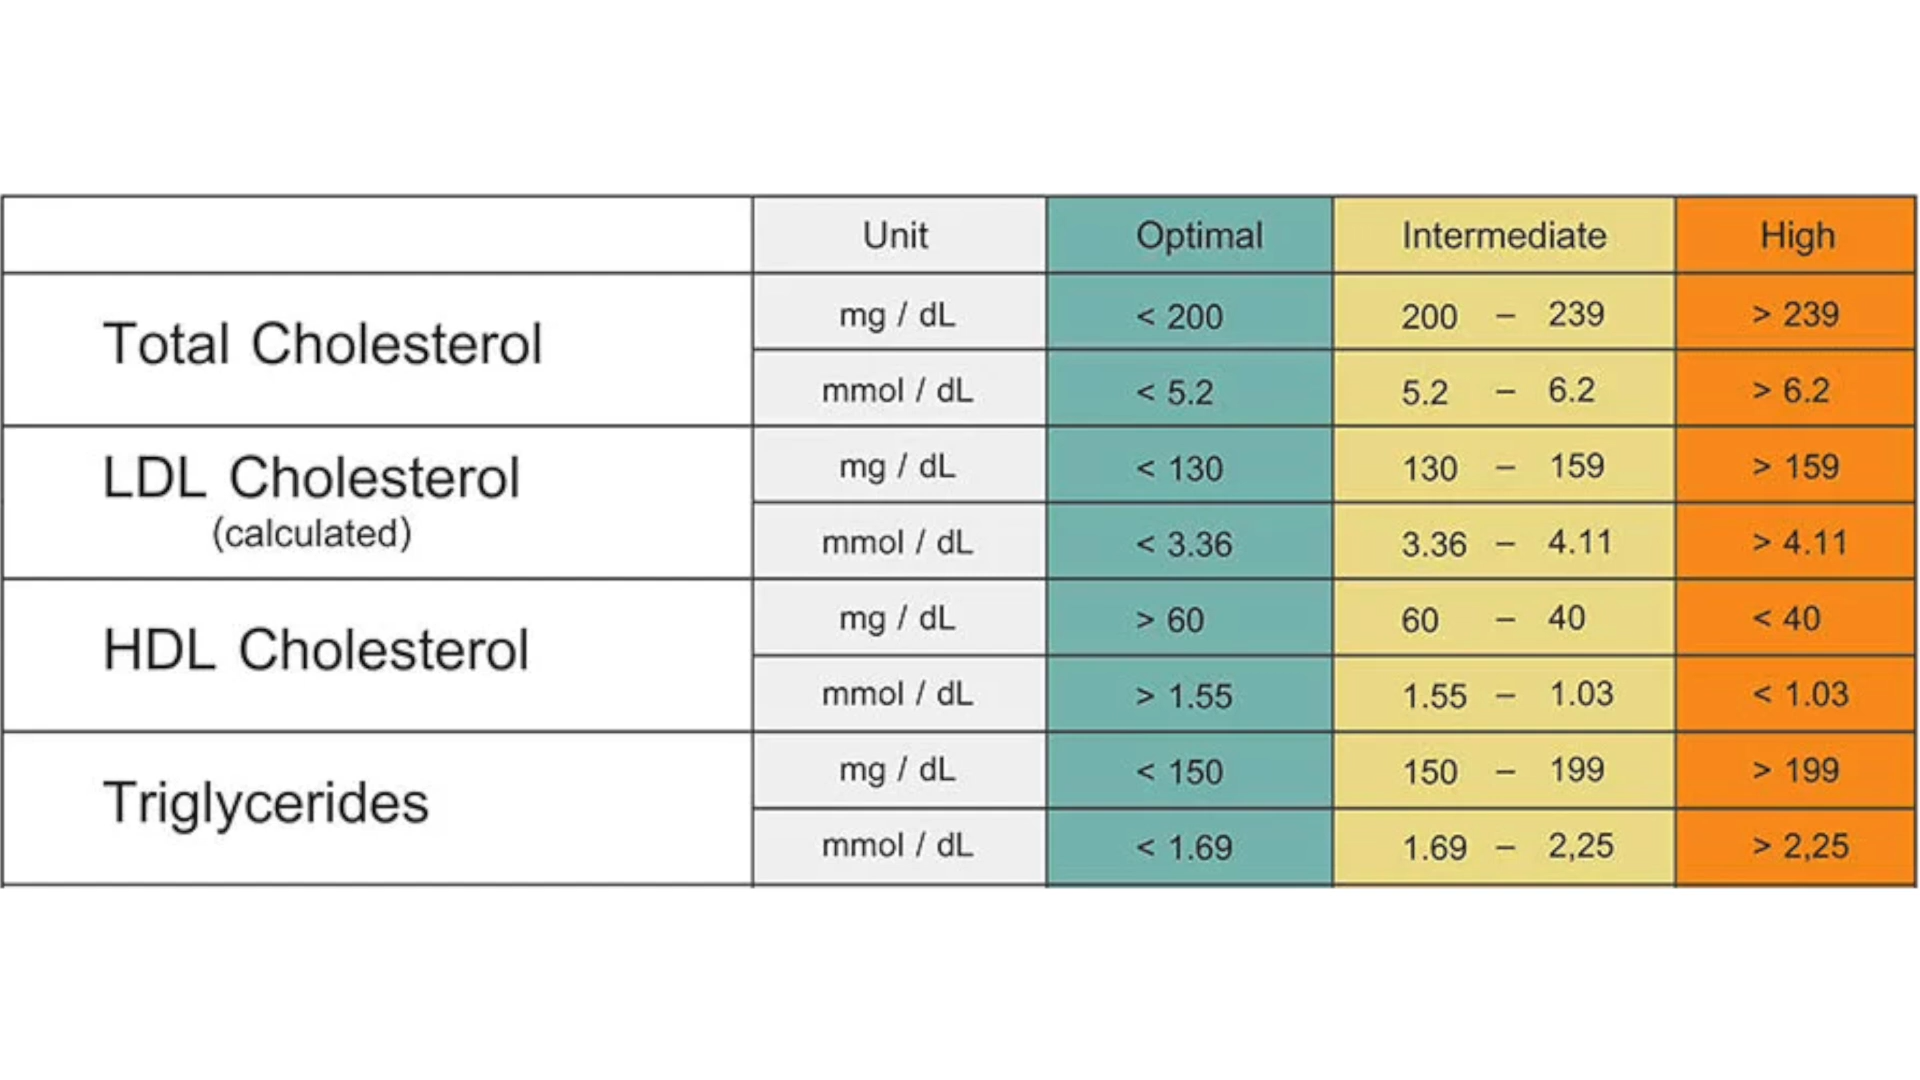 Unit Optimal Intermediate High
Total Cholesterol
mg / dL < 200 200 – 239 > 239
mmol / dL < 5.2 5.2 – 6.2 > 6.2
LDL Cholesterol
(calculated)
mg / dL < 130 130 – 159 > 159
mmol / dL < 3.36 3.36 – 4.11 > 4.11
HDL Cholesterol
mg / dL > 60 60 – 40 < 40
mmol / dL > 1.55 1.55 – 1.03 < 1.03
Triglycerides
mg / dL < 150 150 – 199 > 199
mmol / dL < 1.69 1.69 – 2,25 > 2,25